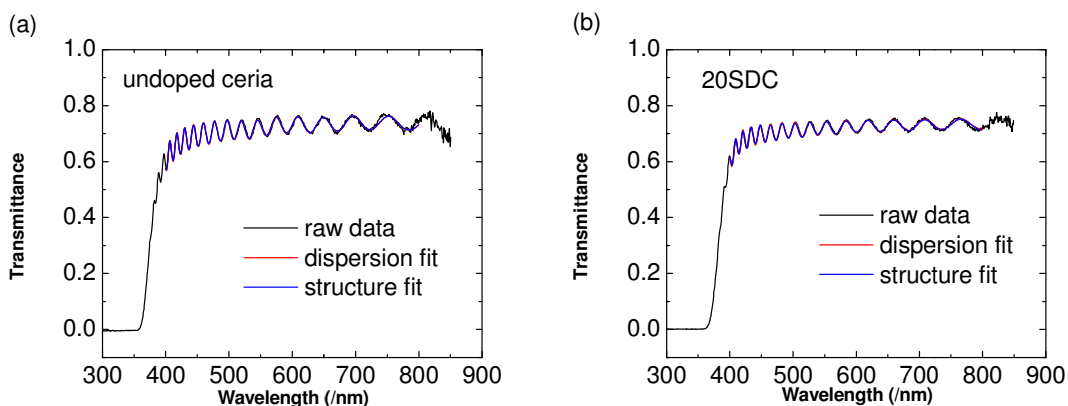 (a)
undoped ceria
Transmittance
1.0
0.8
0.6
0.4
0.2
0.0
raw data
dispersion fit
structure fit
300 400 500 600 700 800 900
Wavelength (/nm)
(b)
20SDC
Transmittance
1.0
0.8
0.6
0.4
0.2
0.0
raw data
dispersion fit
structure fit
300 400 500 600 700 800 900
Wavelength (/nm)